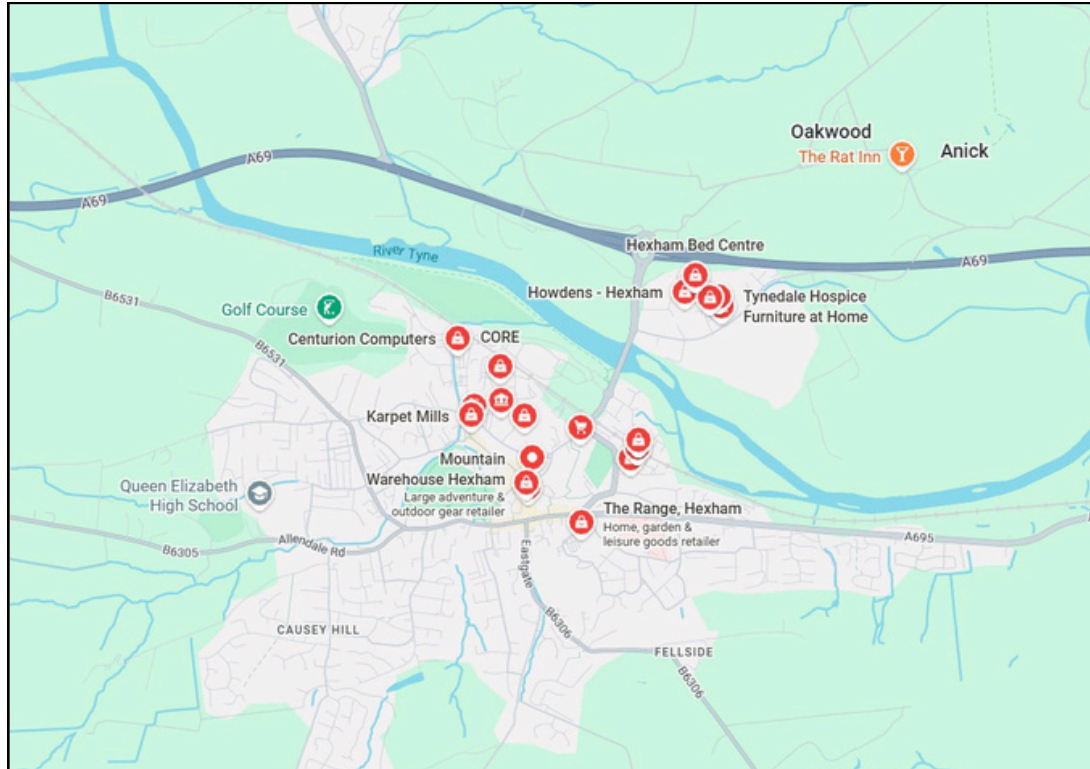 Oakwood
The Rat Inn
Anick
A69
A69
River Tyne
Hexham Bed Centre
A69
B6531
Howdens - Hexham
Tynedale Hospice
Furniture at Home
Golf Course
Centurion Computers
CORE
B6531
Karpet Mills
Mountain
Warehouse Hexham
Large adventure &
outdoor gear retailer
Queen Elizabeth
High School
The Range, Hexham
Home, garden &
leisure goods retailer
A695
B6305
Allendale Rd
Eastgate
B6306
CAUSEY HILL
FELLSIDE
B6306